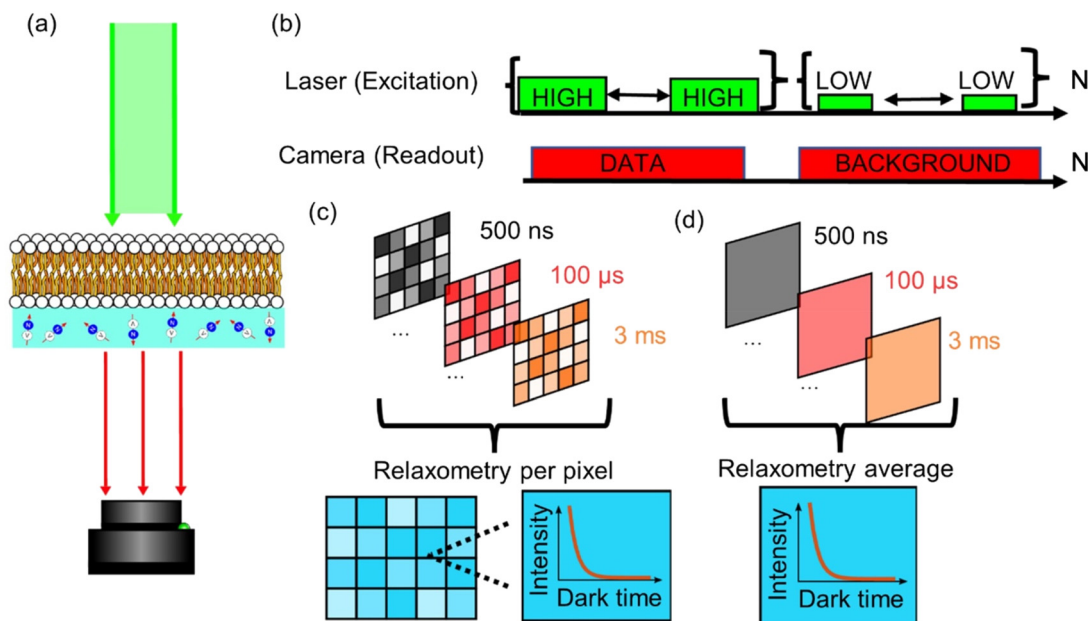 (a)
(b)
Laser (Excitation)
HIGH
HIGH
LOW
LOW
N
Camera (Readout)
DATA
BACKGROUND
N
(c)
500 ns
100 µs
3 ms
...
...
Relaxometry per pixel
Intensity
Dark time
(d)
500 ns
100 µs
3 ms
...
...
Relaxometry average
Intensity
Dark time